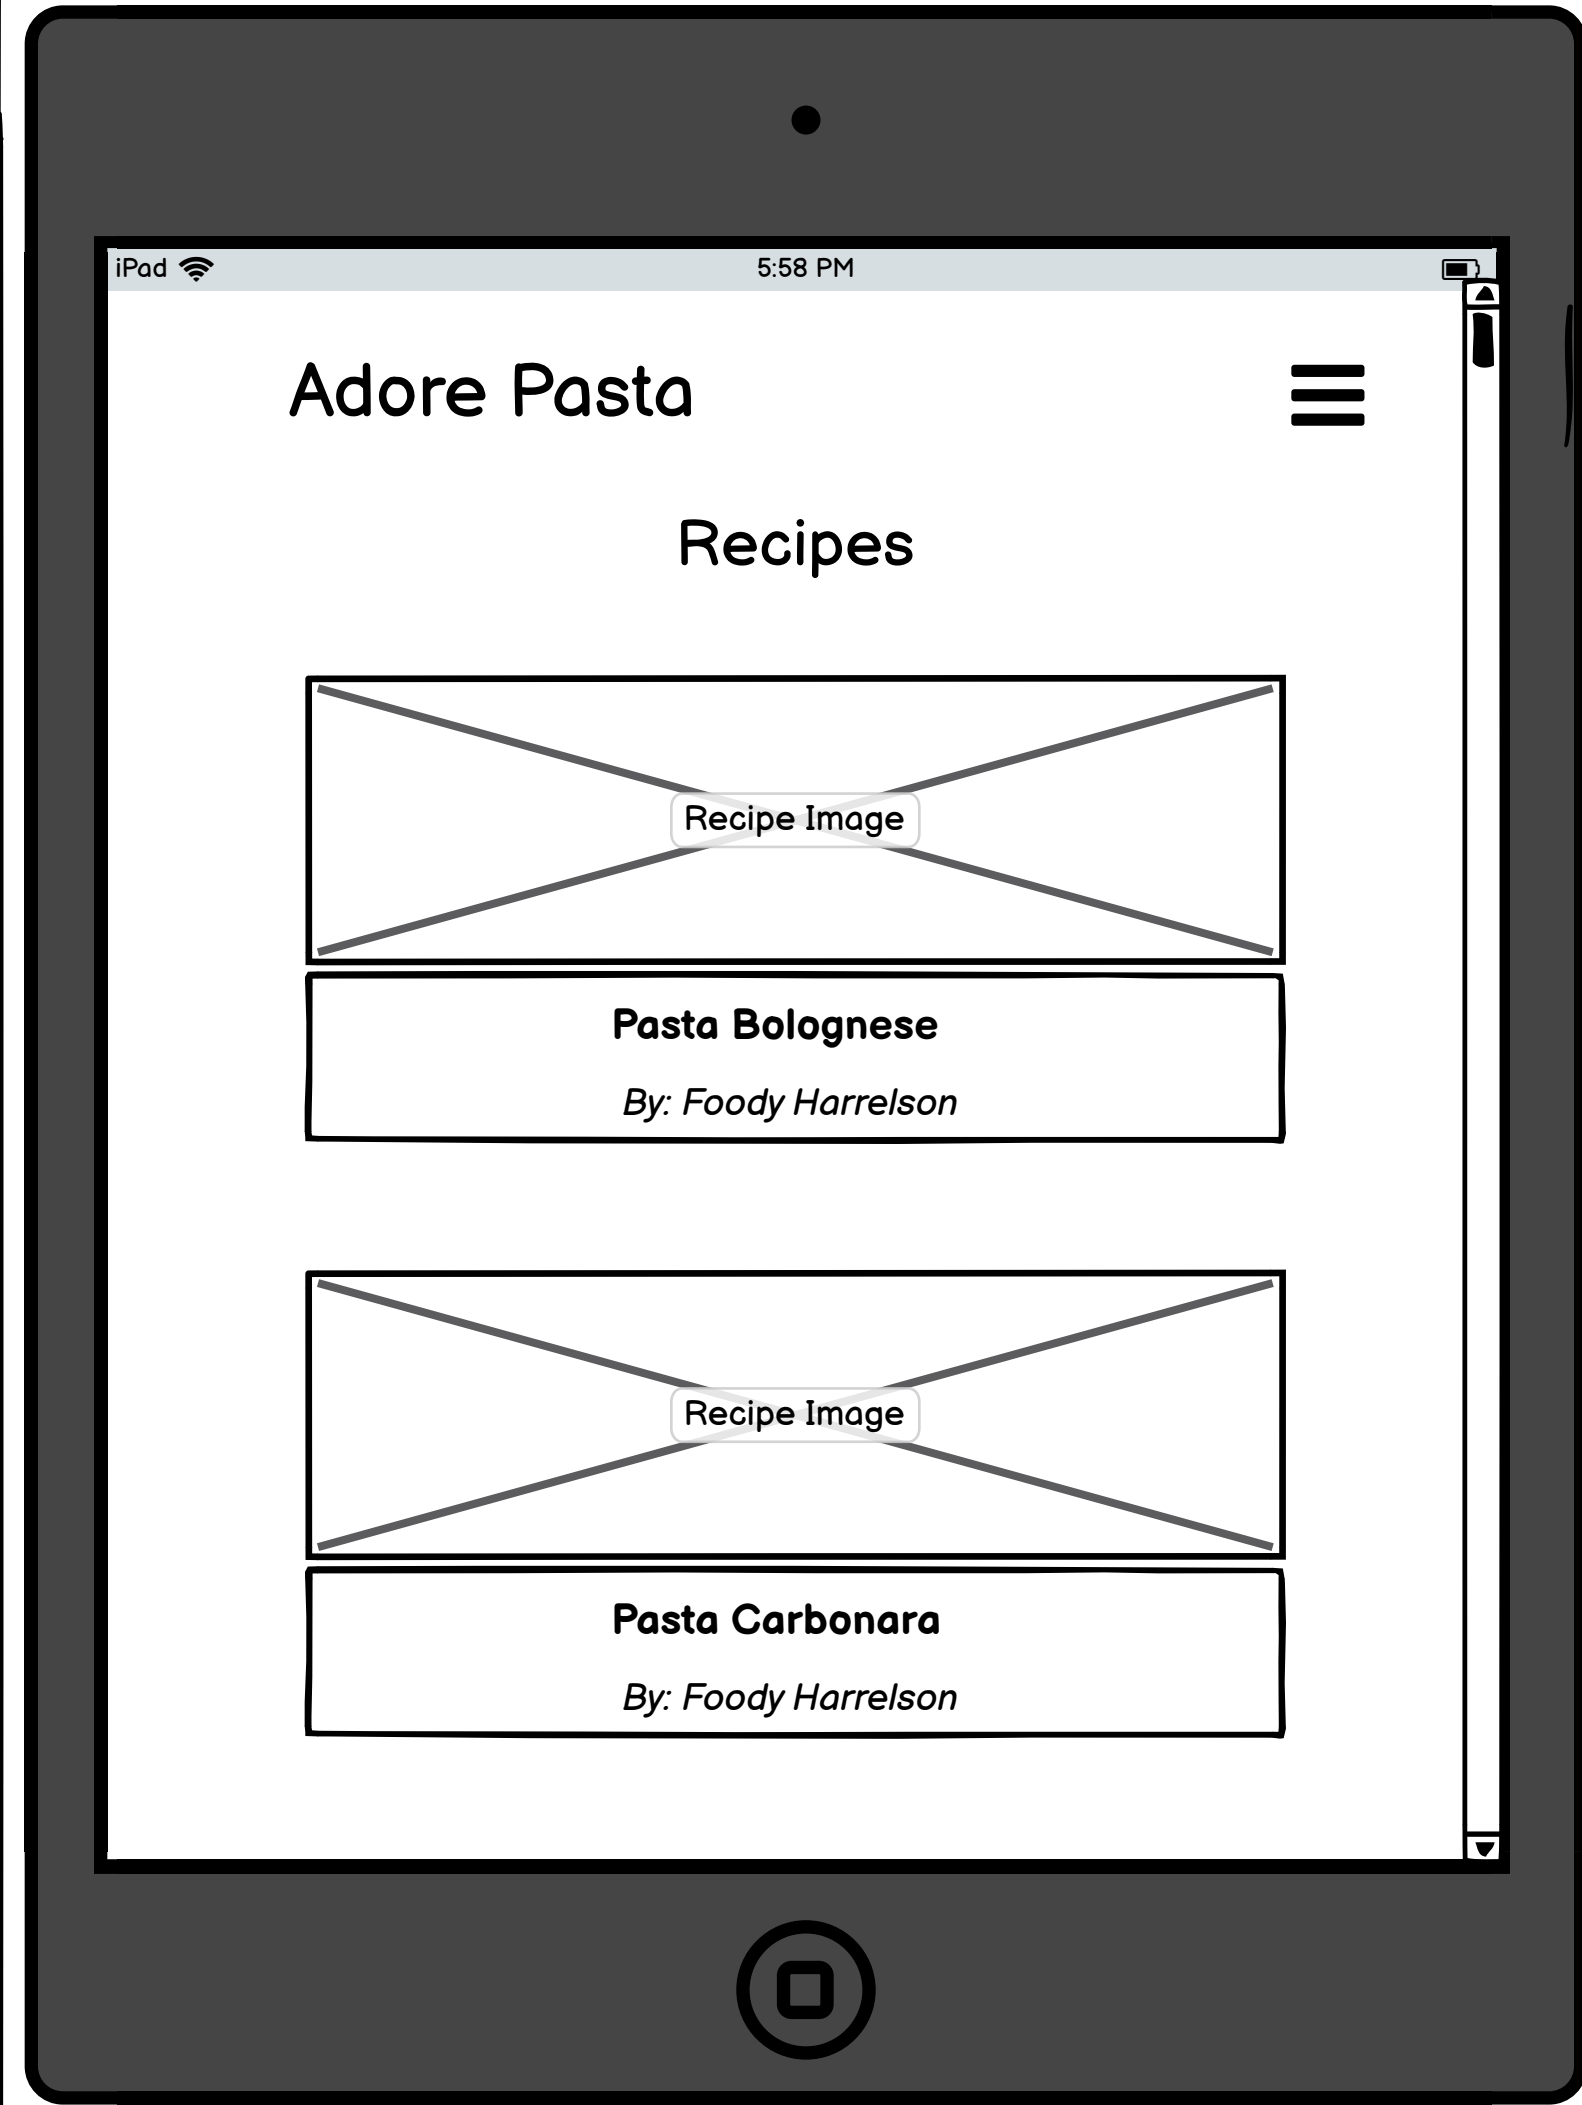 iPad 5:58 PM
Adore Pasta
Recipes
Recipe Image
Pasta Bolognese
By: Foody Harrelson
Recipe Image
Pasta Carbonara
By: Foody Harrelson